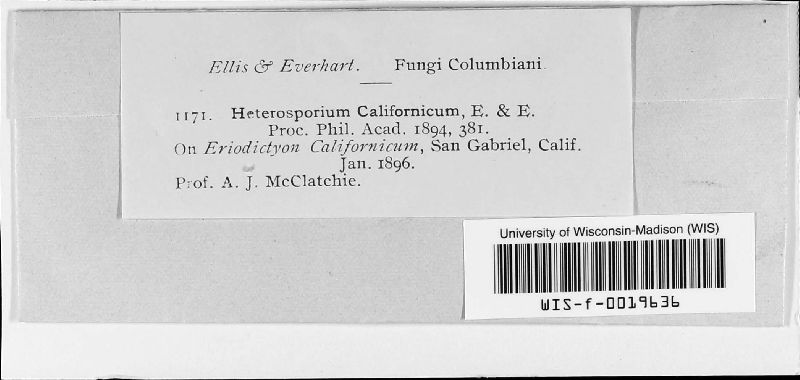 Ellis & Everhart. Fungi Columbiani
1171. Heterosporium Californicum, E. & E.
Proc. Phil. Acad. 1894, 381.
On Eriodictyon Californicum, San Gabriel, Calif.
Jan. 1896.
Prof. A. J. McClatchie.
University of Wisconsin-Madison (WIS)
WIS-f-0019636